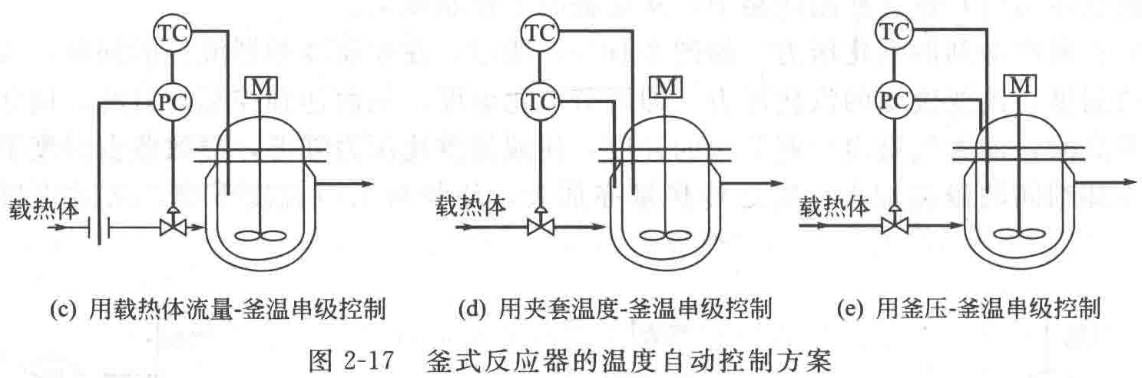 TC
TC
TC
PC
TC
PC
M
M
M
载热体
载热体
载热体
(c) 用载热体流量-釜温串级控制
(d) 用夹套温度-釜温串级控制
(e) 用釜压-釜温串级控制
图 2-17 釜式反应器的温度自动控制方案